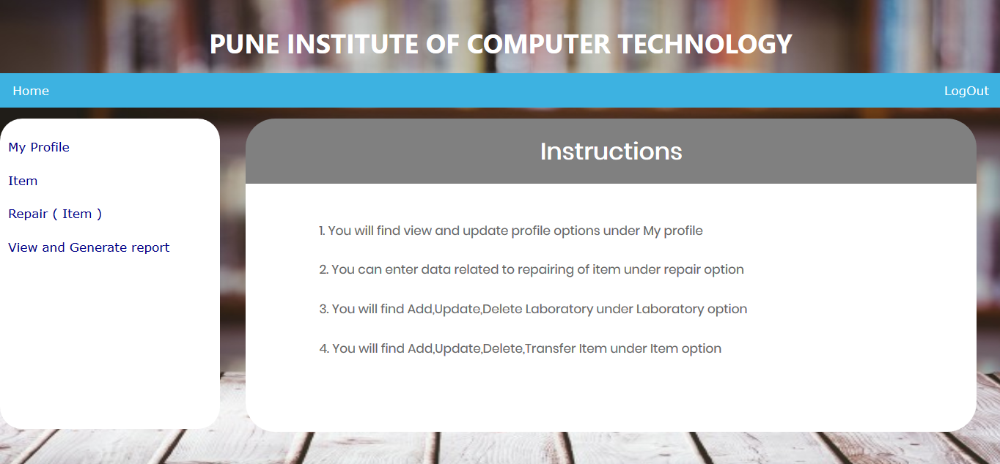 PUNE INSTITUTE OF COMPUTER TECHNOLOGY
Home
LogOut
My Profile
Item
Repair ( Item )
View and Generate report
Instructions
1. You will find view and update profile options under My profile
2. You can enter data related to repairing of item under repair option
3. You will find Add,Update,Delete Laboratory under Laboratory option
4. You will find Add,Update,Delete,Transfer Item under Item option